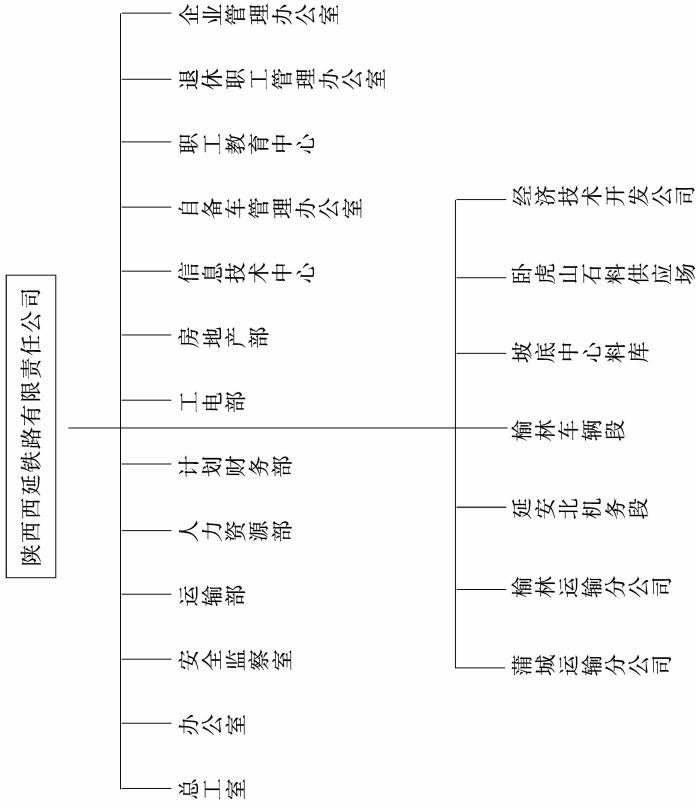 陕西西延铁路有限责任公司
总工室
办公室
安全监察室
运输部
人力资源部
计划财务部
工电部
房地产部
信息技术中心
自备车管理办公室
职工教育中心
退休职工管理办公室
企业管理办公室
蒲城运输分公司
榆林运输分公司
延安北机务段
榆林车辆段
坡底中心料库
卧虎山石料供应场
经济技术开发公司